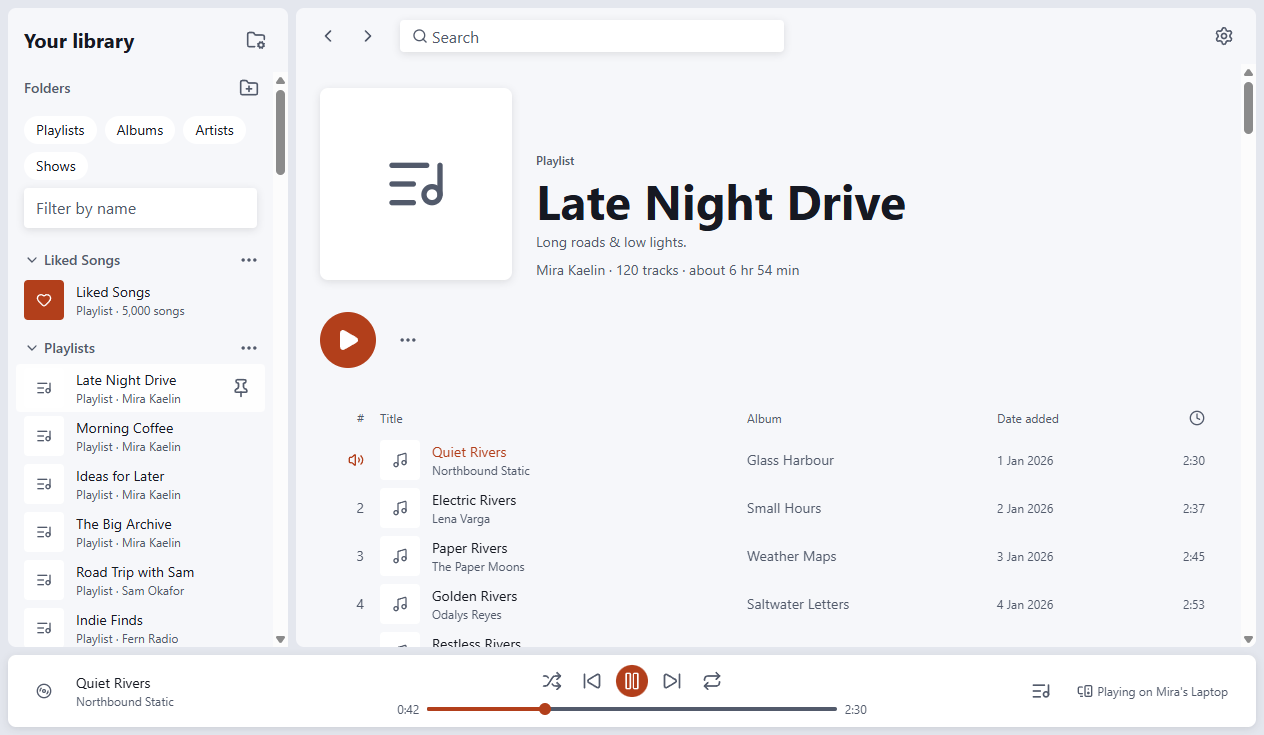 Your library
Folders
Playlists
Albums
Artists
Shows
Filter by name
Liked Songs
Liked Songs
Playlist · 5,000 songs
Playlists
Late Night Drive
Playlist · Mira Kaelin
Morning Coffee
Playlist · Mira Kaelin
Ideas for Later
Playlist · Mira Kaelin
The Big Archive
Playlist · Mira Kaelin
Road Trip with Sam
Playlist · Sam Okafor
Indie Finds
Playlist · Fern Radio
Search
Playlist
Late Night Drive
Long roads & low lights.
Mira Kaelin · 120 tracks · about 6 hr 54 min
# Title Album Date added
Quiet Rivers
Northbound Static
Glass Harbour 1 Jan 2026 2:30
2
Electric Rivers
Lena Varga
Small Hours 2 Jan 2026 2:37
3
Paper Rivers
The Paper Moons
Weather Maps 3 Jan 2026 2:45
4
Golden Rivers
Odalys Reyes
Saltwater Letters 4 Jan 2026 2:53
Restless Rivers
Quiet Rivers
Northbound Static
0:42 2:30
Playing on Mira's Laptop